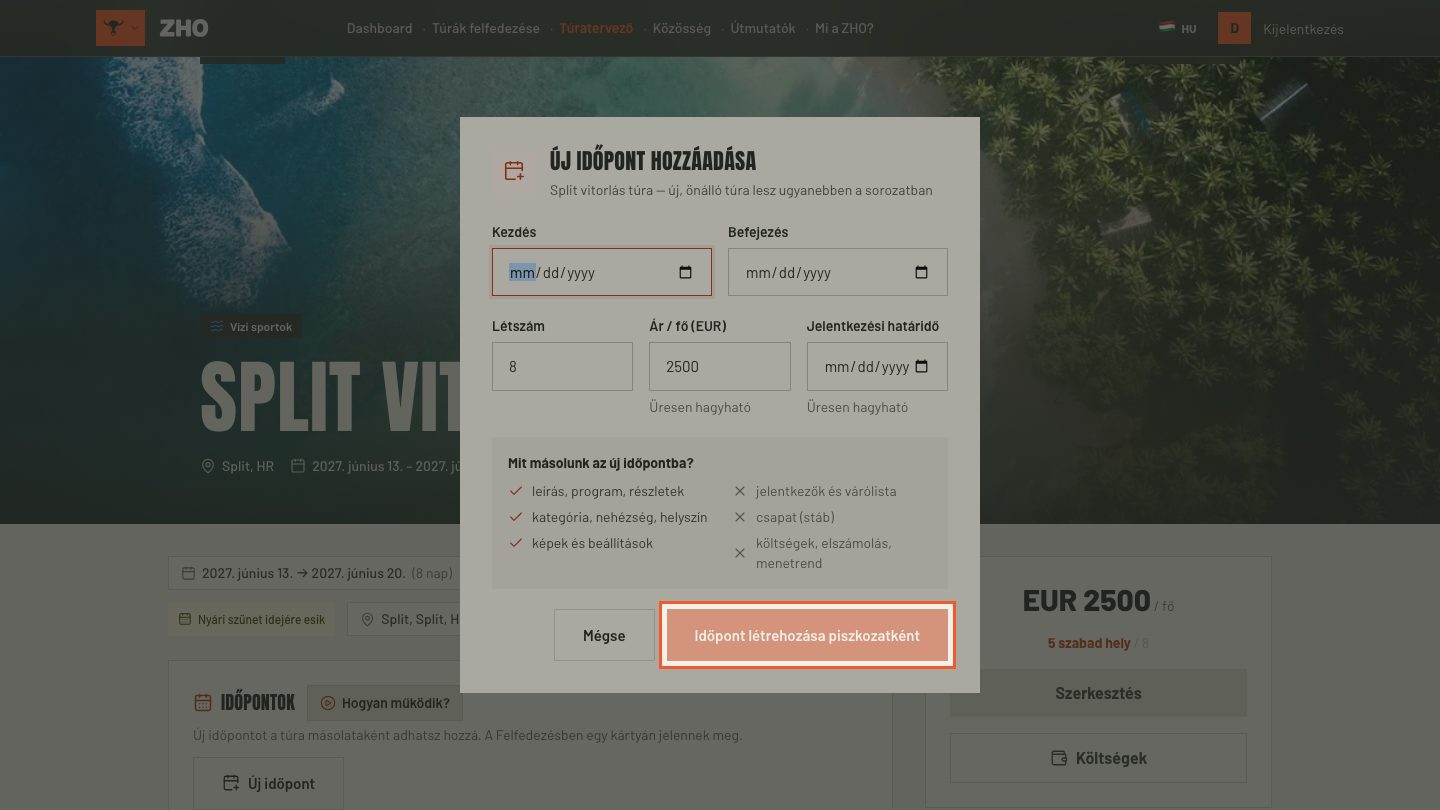 ZHO
Dashboard · Túrák felfedezése · Túratervező · Közösség · Útmutatók · Mi a ZHO?
HU
D
Kijelentkezés
Vízi sportok
SPLIT VIT
Split, HR
2027. június 13. – 2027. jú
ÚJ IDŐPONT HOZZÁADÁSA
Split vitorlás túra — új, önálló túra lesz ugyanebben a sorozatban
Kezdés
Befejezés
mm/dd/yyyy
mm/dd/yyyy
Létszám
Ár / fő (EUR)
Jelentkezési határidő
8
2500
mm/dd/yyyy
Üresen hagyható
Üresen hagyható
Mit másolunk az új időpontba?
leírás, program, részletek
jelentkezők és várólista
kategória, nehézség, helyszín
csapat (stáb)
képek és beállítások
költségek, elszámolás,
menetrend
Mégse
Időpont létrehozása piszkozatként
2027. június 13. → 2027. június 20. (8 nap)
Nyári szünet idejére esik
Split, Split, H
IDŐPONTOK
Hogyan működik?
Új időpontot a túra másolataként adhatsz hozzá. A Felfedezésben egy kártyán jelennek meg.
Új időpont
EUR 2500 / fő
5 szabad hely / 8
Szerkesztés
Költségek